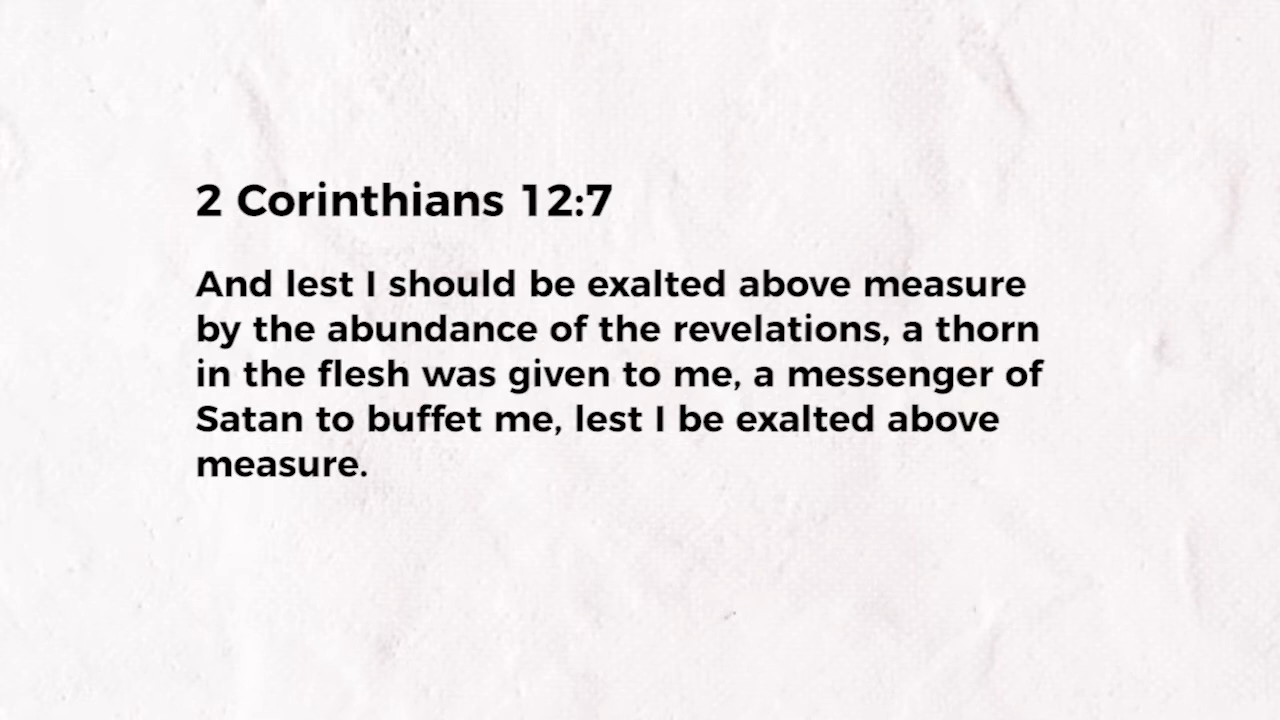 2 Corinthians 12:7
And lest I should be exalted above measure
by the abundance of the revelations, a thorn
in the flesh was given to me, a messenger of
Satan to buffet me, lest I be exalted above
measure.